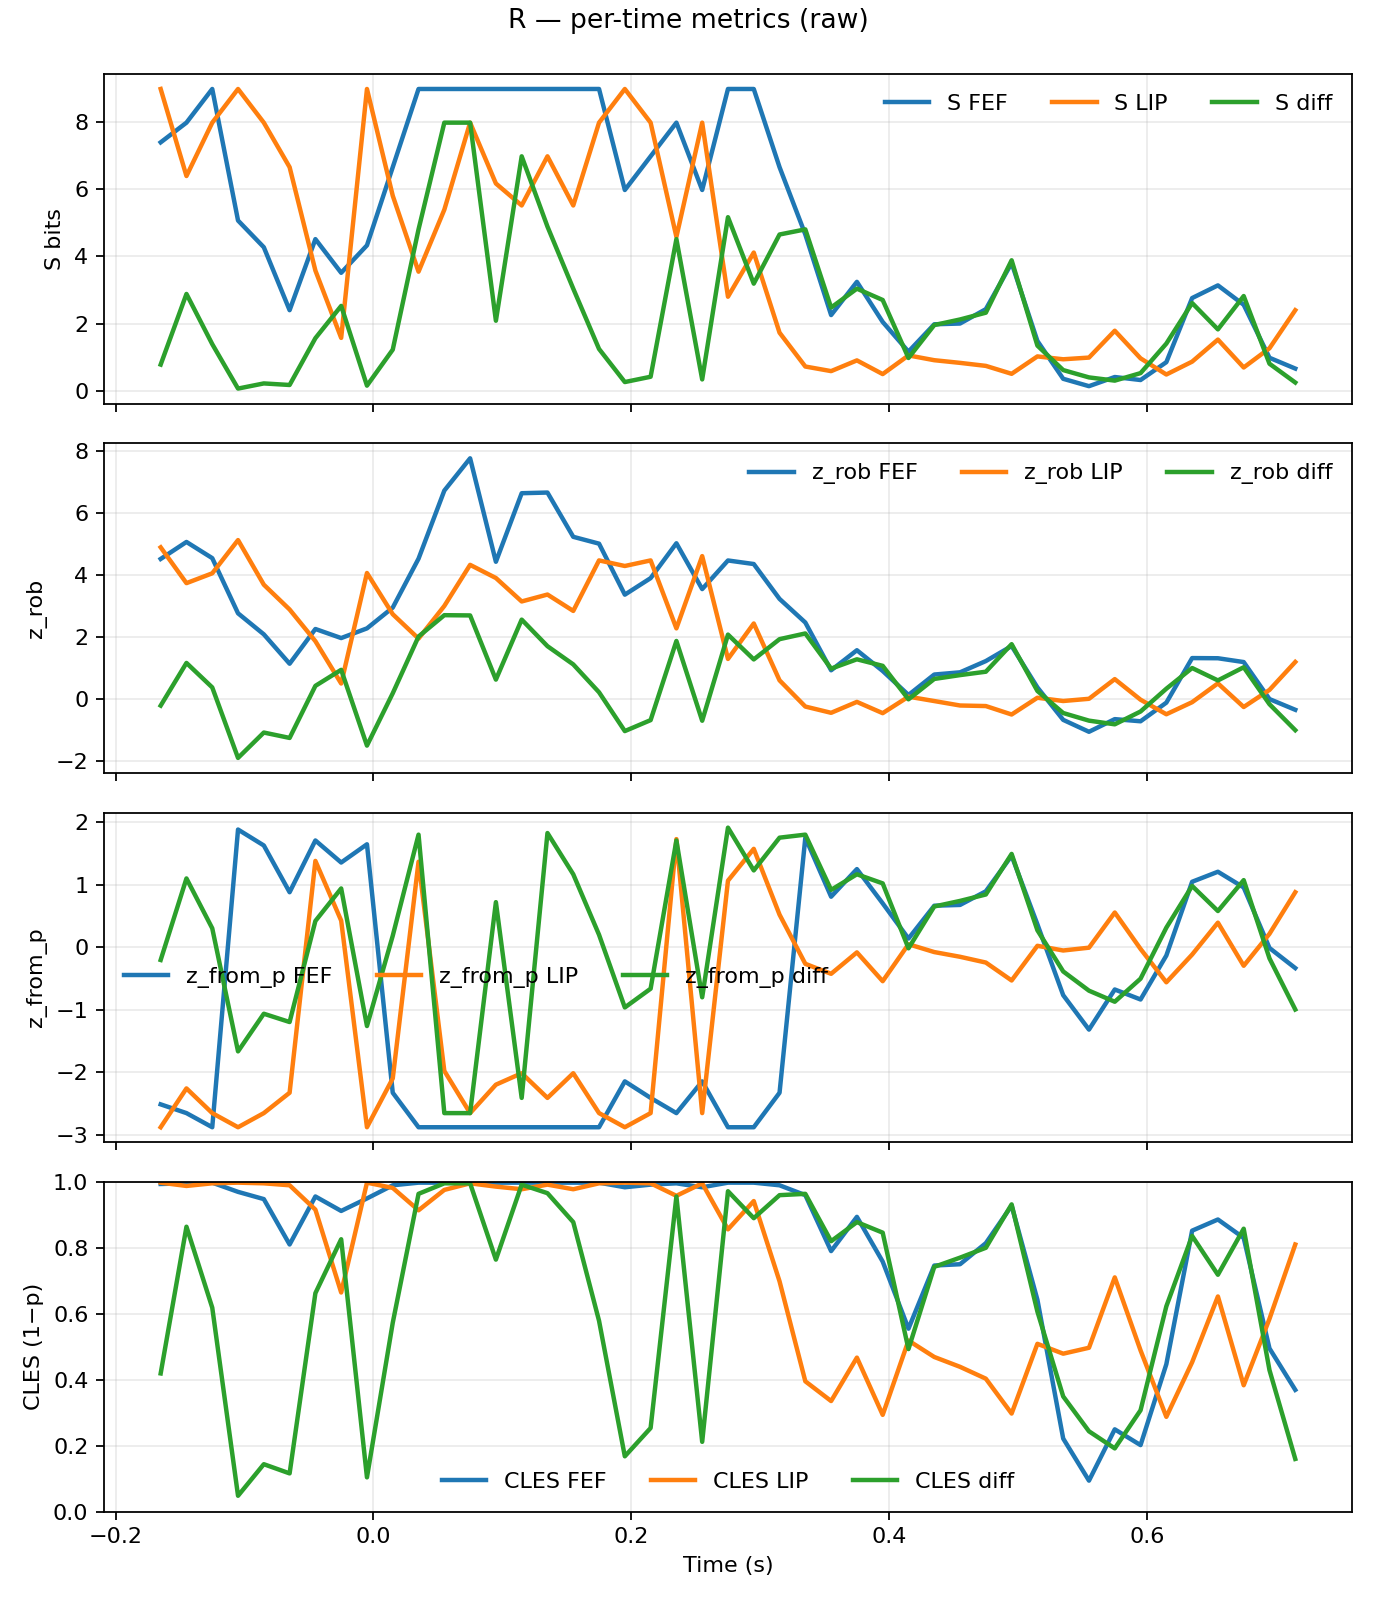 R — per-time metrics (raw)
S FEF S LIP S diff
8
6
4
2
0
S bits
z_rob FEF z_rob LIP z_rob diff
8
6
4
2
0
−2
z_rob
2
1
0
−1
−2
−3
z_from_p
z_from_p FEF z_from_p LIP z_from_p diff
1.0
0.8
0.6
0.4
0.2
0.0
CLES (1−p)
CLES FEF CLES LIP CLES diff
−0.2 0.0 0.2 0.4 0.6
Time (s)